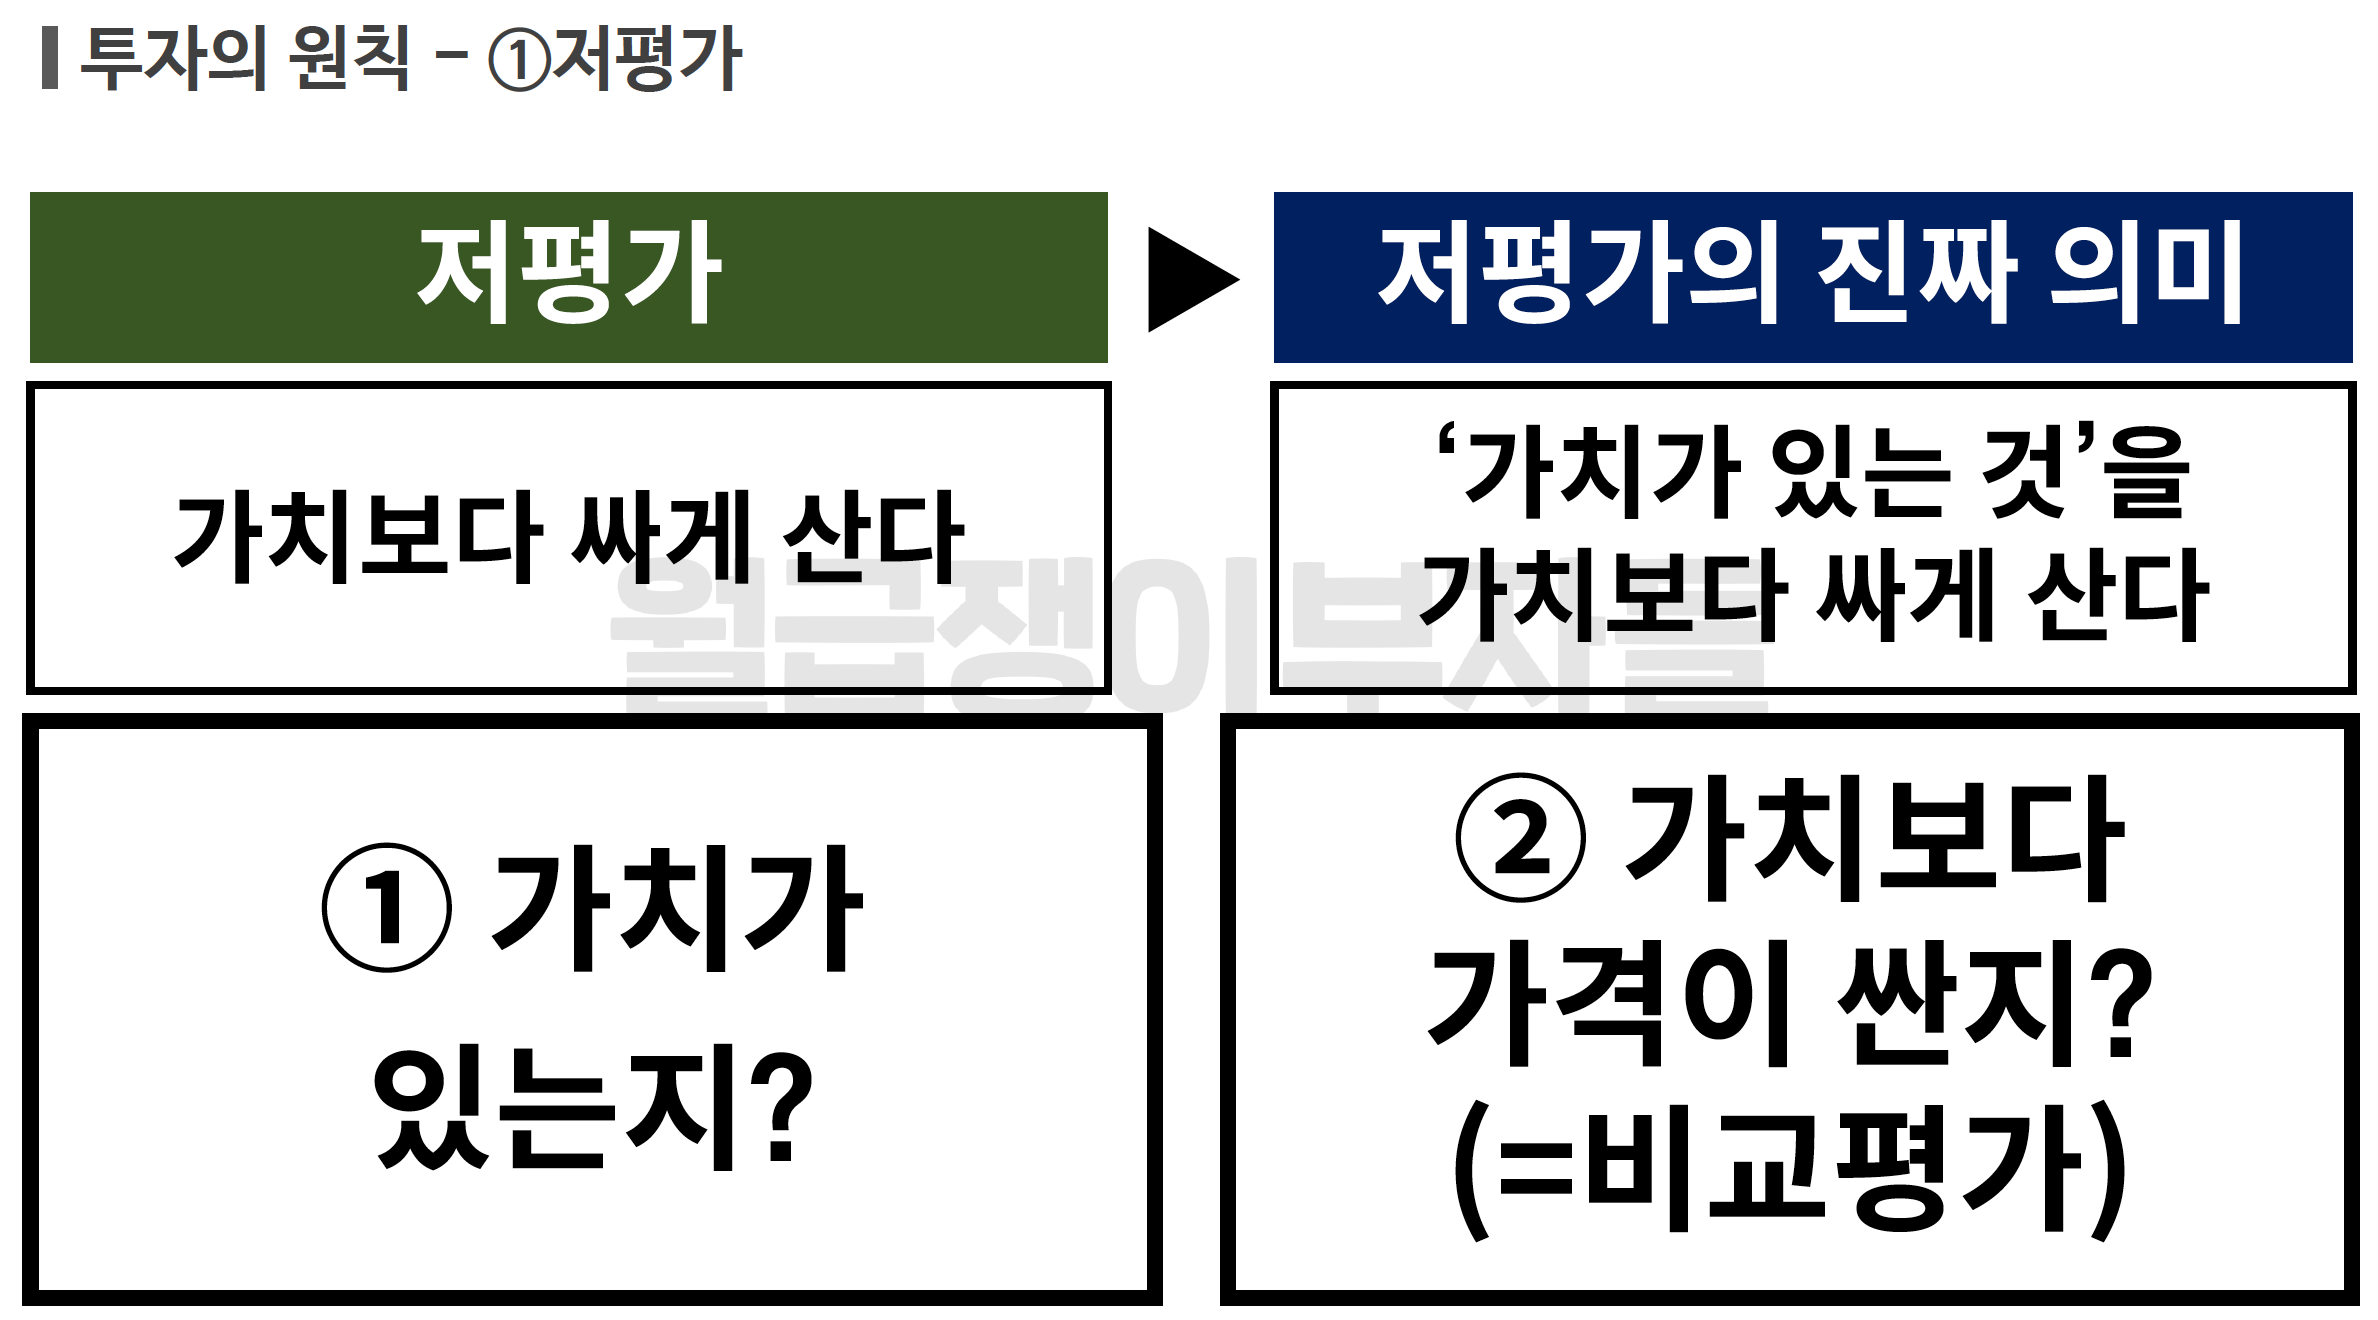 투자의 원칙 - ①저평가
저평가
▶
저평가의 진짜 의미
가치보다 싸게 산다
‘가치가 있는 것’을
가치보다 싸게 산다
월급쟁이부자들
① 가치가
있는지?
② 가치보다
가격이 싼지?
(=비교평가)